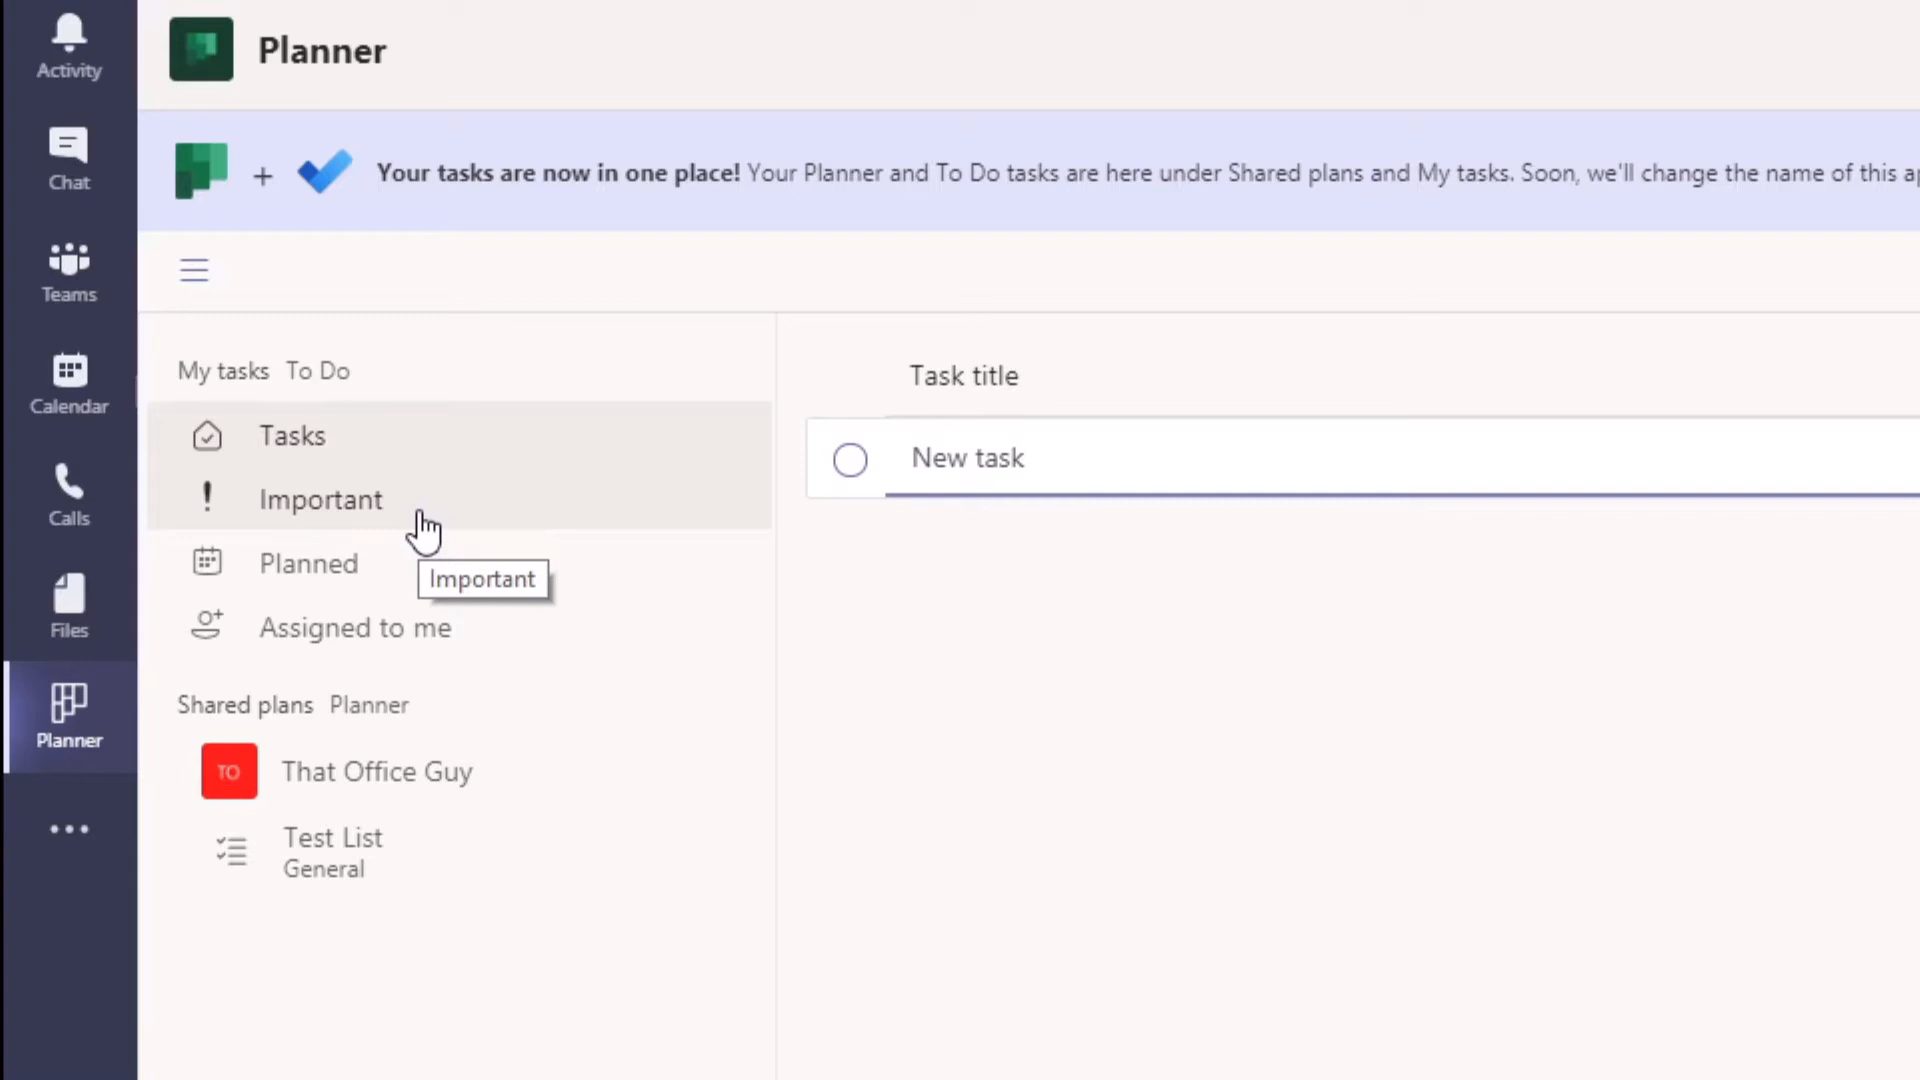 Activity
Chat
Teams
Calendar
Calls
Files
Planner
Planner
Your tasks are now in one place! Your Planner and To Do tasks are here under Shared plans and My tasks. Soon, we'll change the name of this
My tasks To Do
Tasks
Important
Planned
Important
Assigned to me
Shared plans Planner
TO That Office Guy
Test List
General
Task title
New task